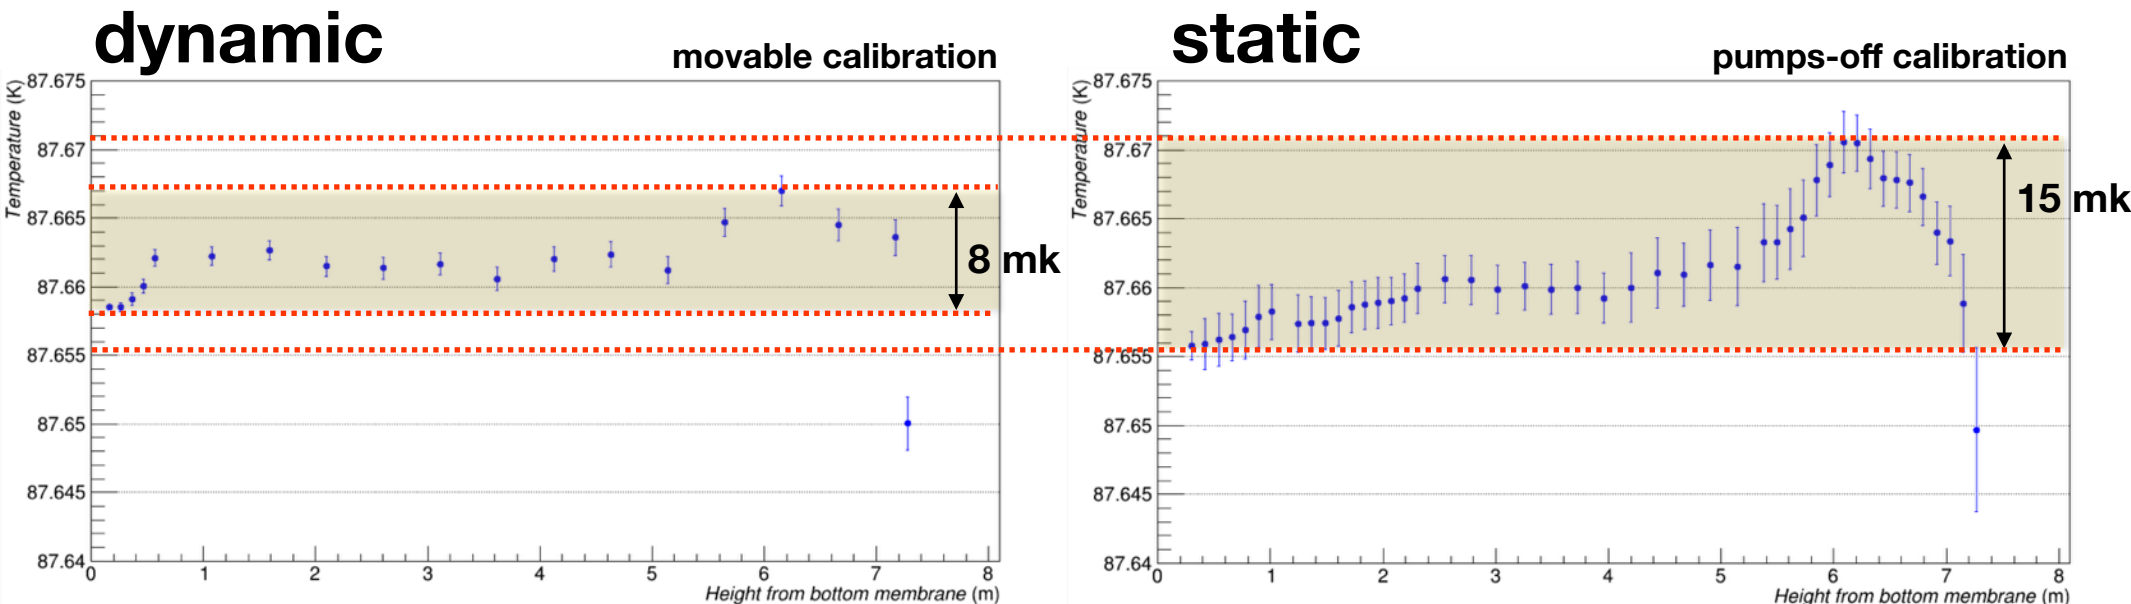 dynamic
movable calibration
Temperature (K)
87.675
87.67
87.665
87.66
87.655
87.65
87.645
87.64
0 1 2 3 4 5 6 7 8
Height from bottom membrane (m)
8 mk
static
pumps-off calibration
Temperature (K)
87.675
87.67
87.665
87.66
87.655
87.65
87.645
87.64
0 1 2 3 4 5 6 7 8
Height from bottom membrane (m)
15 mk